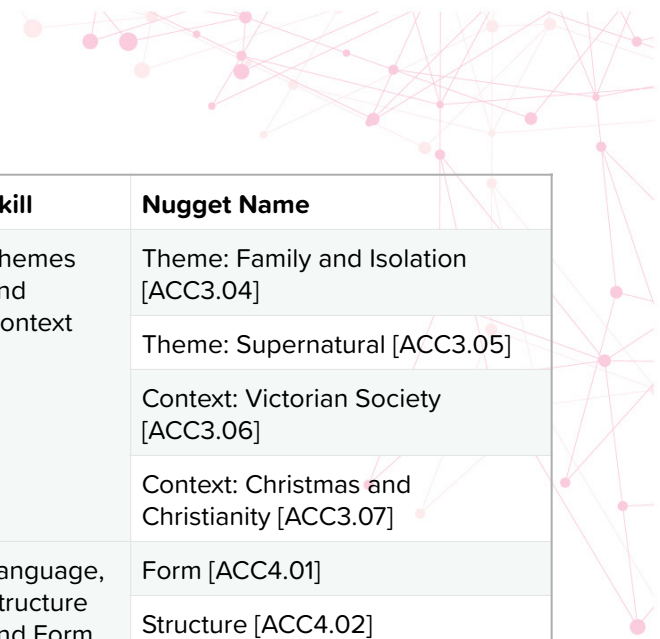 kill Nugget Name
hemes Theme: Family and Isolation
nd [ACC3.04]
ontext
Theme: Supernatural [ACC3.05]
Context: Victorian Society
[ACC3.06]
Context: Christmas and
Christianity [ACC3.07]
anguage, Form [ACC4.01]
tructure
nd Form Structure [ACC4.02]